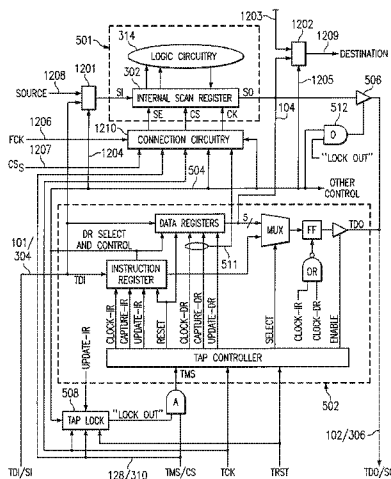 314
1203
1202
501
LOGIC CIRCUITRY
1209
DESTINATION
1208
1201
302
SOURCE
SI
INTERNAL SCAN REGISTER
SO
104
1205
506
512
SE
CS
CK
1206
1210
FCK
CONNECTION CIRCUITRY
D
CSS
1207
1204
504
"LOCK OUT"
OTHER
CONTROL
101/
304
DR SELECT
AND CONTROL
DATA REGISTERS
5
MUX
FF
TDO
TDI
INSTRUCTION
REGISTER
511
OR
CLOCK-IR
CAPTURE-IR
UPDATE-IR
RESET
CLOCK-DR
CAPTURE-DR
UPDATE-DR
SELECT
CLOCK-IR
CLOCK-DR
ENABLE
UPDATE-IR
TAP CONTROLLER
TMS
508
"LOCK OUT"
A
502
TAP LOCK
102/306
TDI/SI
128/310
TMS/CS
TCK
TRST
TDO/SO